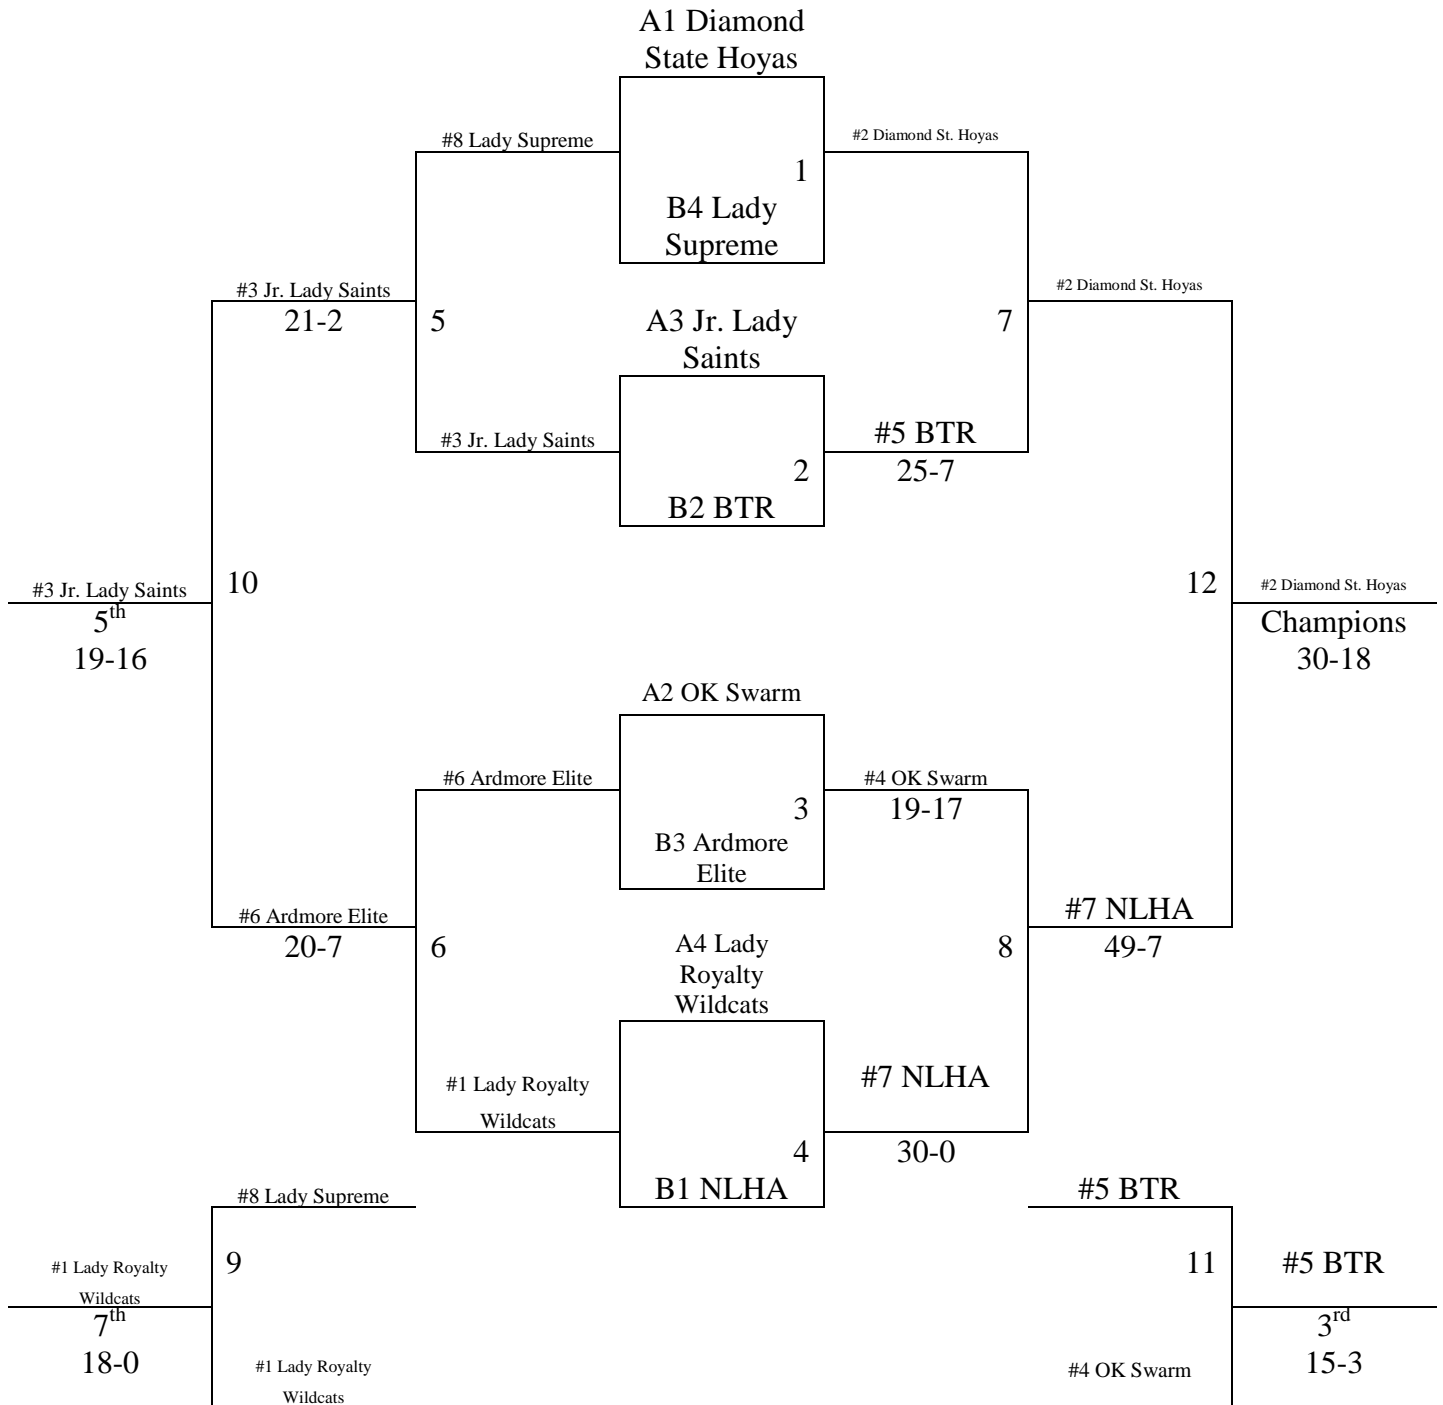 A1 Diamond
State Hoyas
#8 Lady Supreme
#2 Diamond St. Hoyas
1
B4 Lady
Supreme
#3 Jr. Lady Saints
21-2
5
A3 Jr. Lady
Saints
7
#2 Diamond St. Hoyas
#3 Jr. Lady Saints
2
B2 BTR
#5 BTR
25-7
#3 Jr. Lady Saints
5th
19-16
10
12
#2 Diamond St. Hoyas
Champions
30-18
A2 OK Swarm
#6 Ardmore Elite
3
B3 Ardmore
Elite
#4 OK Swarm
19-17
#6 Ardmore Elite
20-7
6
A4 Lady
Royalty
Wildcats
8
#7 NLHA
49-7
#1 Lady Royalty
Wildcats
4
B1 NLHA
#7 NLHA
30-0
#8 Lady Supreme
#5 BTR
#1 Lady Royalty
Wildcats
7th
18-0
9
11
#5 BTR
3rd
15-3
#1 Lady Royalty
Wildcats
#4 OK Swarm